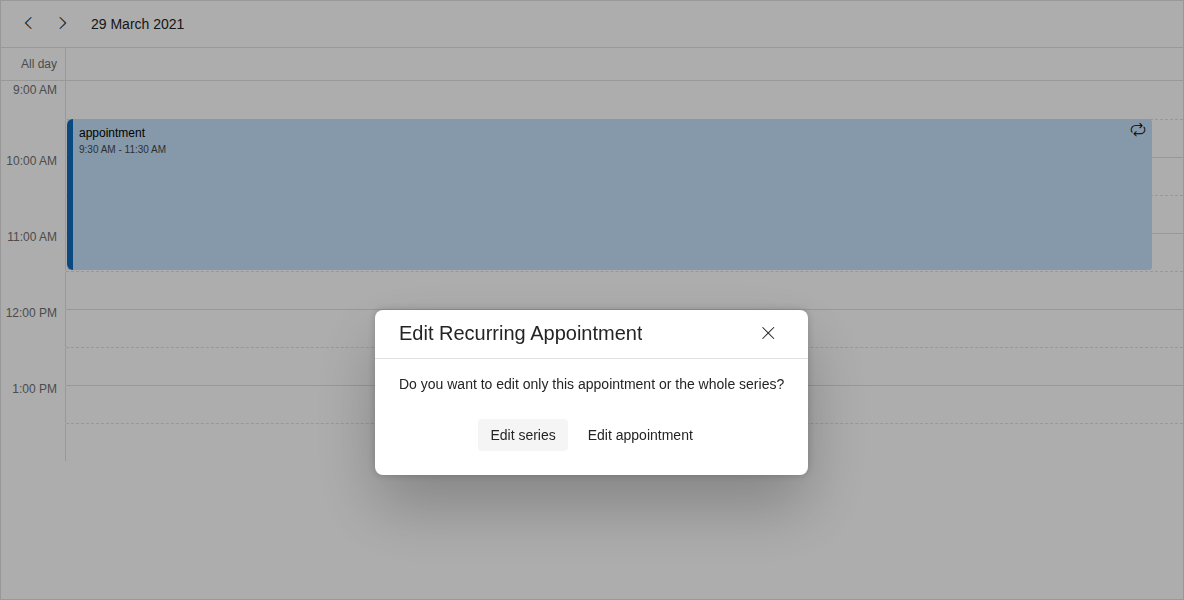 29 March 2021
All day
9:00 AM
appointment
9:30 AM - 11:30 AM
10:00 AM
11:00 AM
12:00 PM
1:00 PM
Edit Recurring Appointment
Do you want to edit only this appointment or the whole series?
Edit series Edit appointment